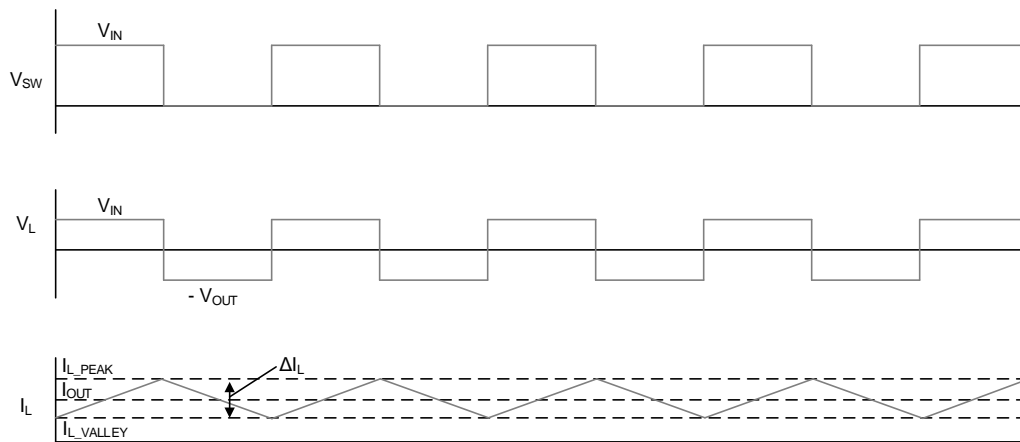 V_IN
V_SW
V_IN
V_L
- V_OUT
I_L_PEAK
ΔI_L
I_OUT
I_L
I_L_VALLEY